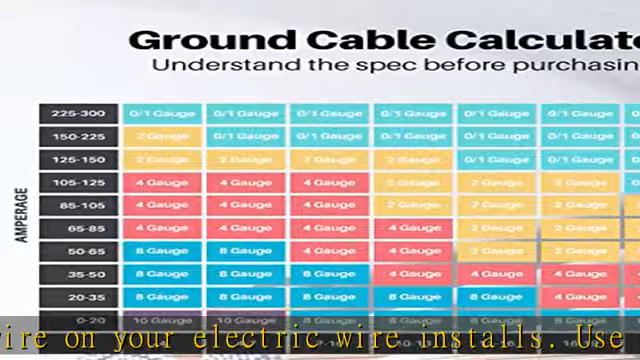 Ground Cable Calculato
Understand the spec before purchasin
AMPERAGE
225-300 0/1 Gauge 0/1 Gauge 0/1 Gauge 0/1 Gauge 0/1 Gauge 0/1 Gauge
150-225 2 Gauge 0/1 Gauge 0/1 Gauge 0/1 Gauge 0/1 Gauge 0/1 Gauge
125-150 2 Gauge 2 Gauge 2 Gauge 2 Gauge 0/1 Gauge 0/1 Gauge
105-125 4 Gauge 4 Gauge 4 Gauge 2 Gauge 2 Gauge 2 Gauge
85-105 4 Gauge 4 Gauge 4 Gauge 2 Gauge 2 Gauge 2 Gauge
65-85 4 Gauge 4 Gauge 4 Gauge 4 Gauge 2 Gauge 2 Gauge
50-65 8 Gauge 8 Gauge 4 Gauge 4 Gauge 2 Gauge 2 Gauge
35-50 8 Gauge 8 Gauge 8 Gauge 4 Gauge 4 Gauge 4 Gauge
20-35 8 Gauge 8 Gauge 8 Gauge 8 Gauge 8 Gauge 4 Gauge
0-20 16 Gauge 10 Gauge
wire on your electric wire installs. Use